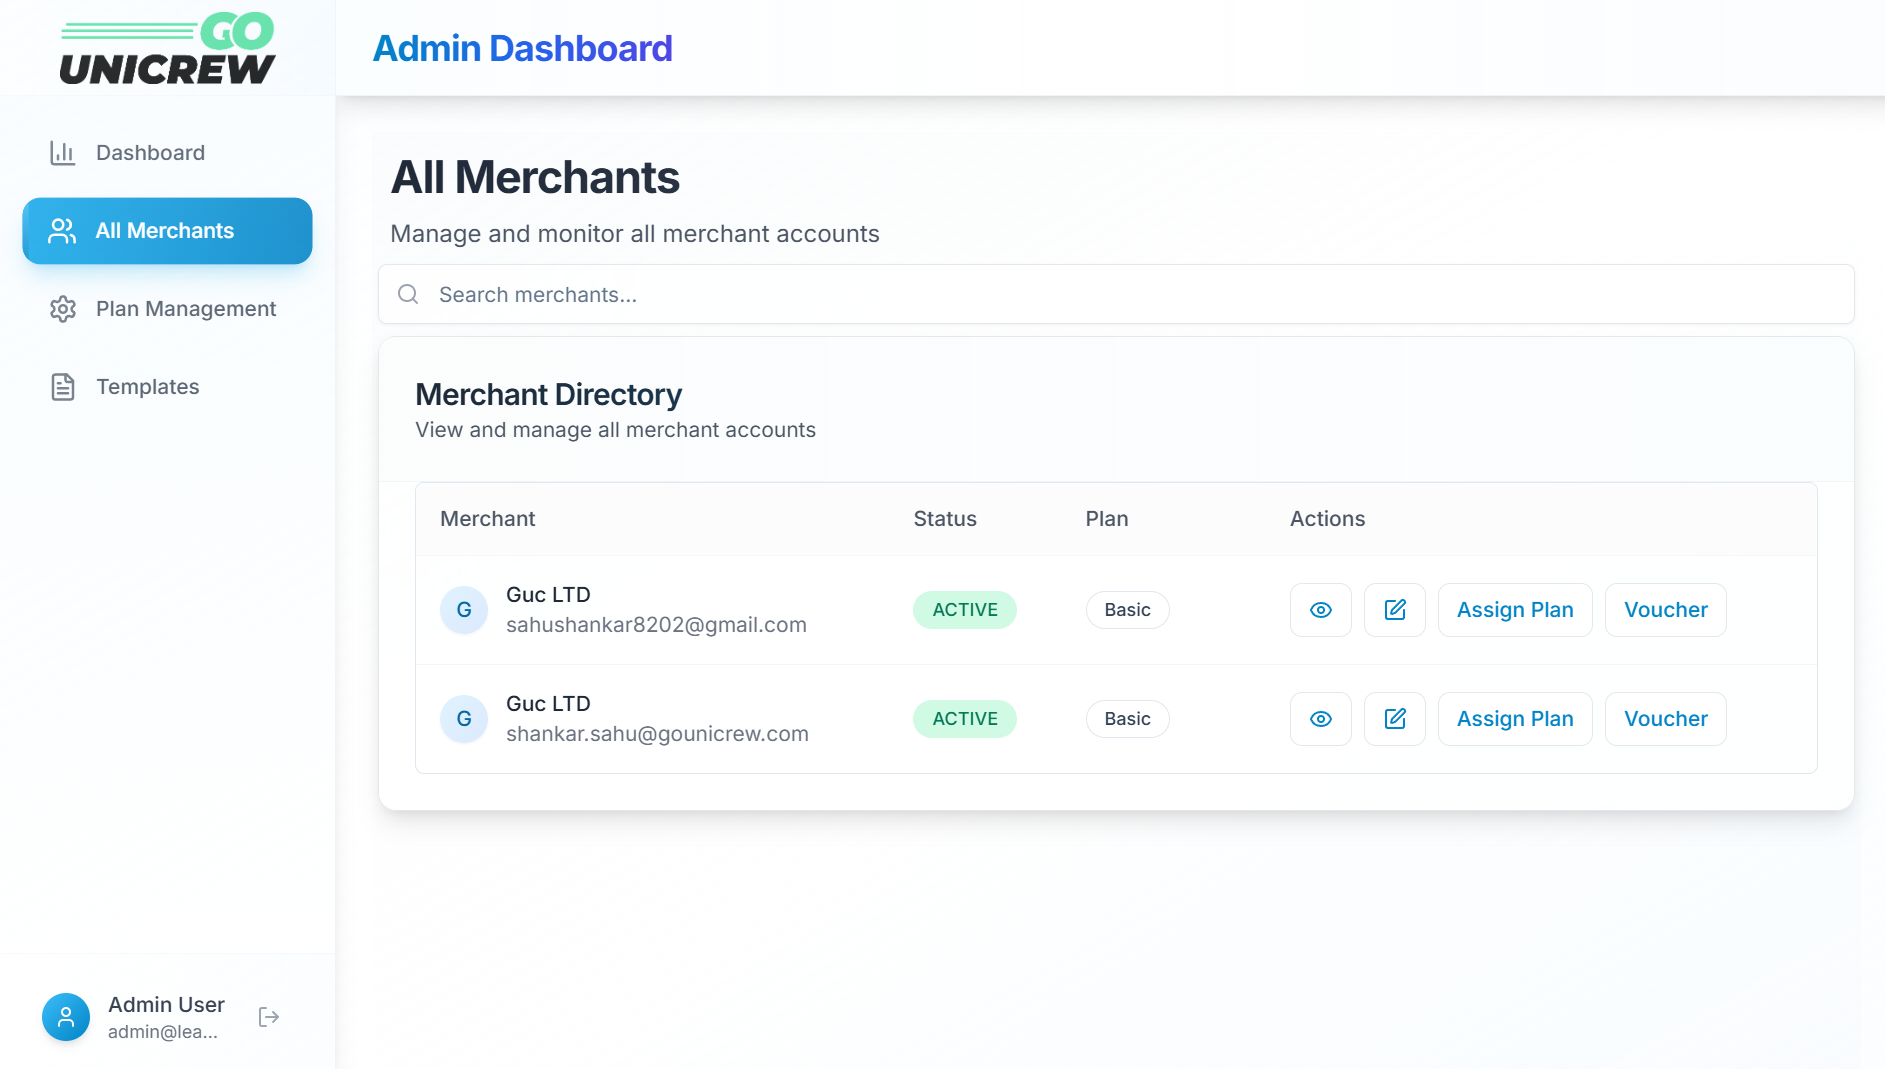 GO
UNICREW
Admin Dashboard
Dashboard
All Merchants
Plan Management
Templates
All Merchants
Manage and monitor all merchant accounts
Search merchants...
Merchant Directory
View and manage all merchant accounts
Merchant Status Plan Actions
G Guc LTD ACTIVE Basic Assign Plan Voucher
sahushankar8202@gmail.com
G Guc LTD ACTIVE Basic Assign Plan Voucher
shankar.sahu@gounicrew.com
Admin User
admin@lea...